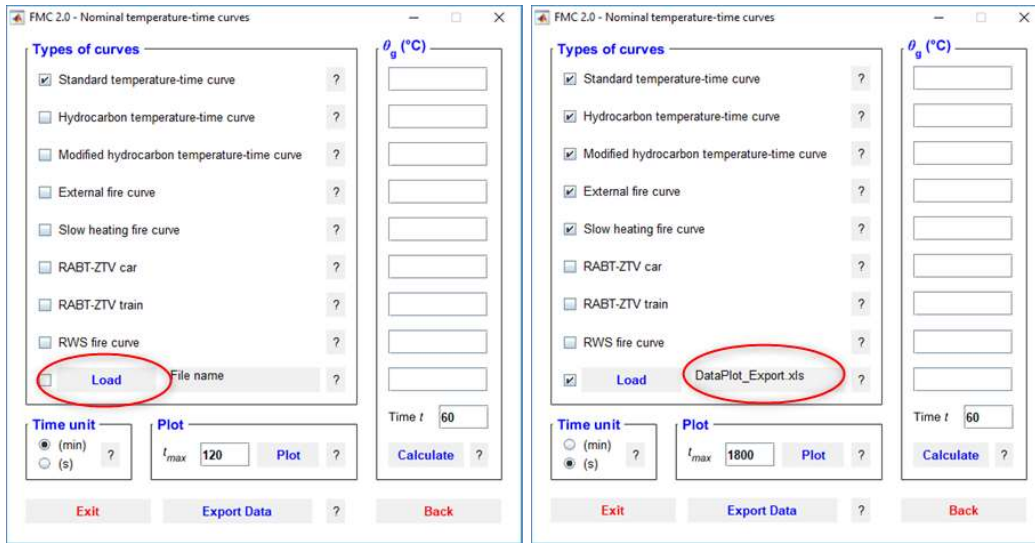 FMC 2.0 - Nominal temperature-time curves
Types of curves
θg (°C)
Standard temperature-time curve ?
Hydrocarbon temperature-time curve ?
Modified hydrocarbon temperature-time curve ?
External fire curve ?
Slow heating fire curve ?
RABT-ZTV car ?
RABT-ZTV train ?
RWS fire curve ?
Load File name ?
Time t 60
Time unit
(min)
(s)
?
Plot
tmax 120 Plot ?
Calculate ?
Exit Export Data ? Back
FMC 2.0 - Nominal temperature-time curves
Types of curves
θg (°C)
Standard temperature-time curve ?
Hydrocarbon temperature-time curve ?
Modified hydrocarbon temperature-time curve ?
External fire curve ?
Slow heating fire curve ?
RABT-ZTV car ?
RABT-ZTV train ?
RWS fire curve ?
Load DataPlot_Export.xls ?
Time t 60
Time unit
(min)
(s)
?
Plot
tmax 1800 Plot ?
Calculate ?
Exit Export Data ? Back